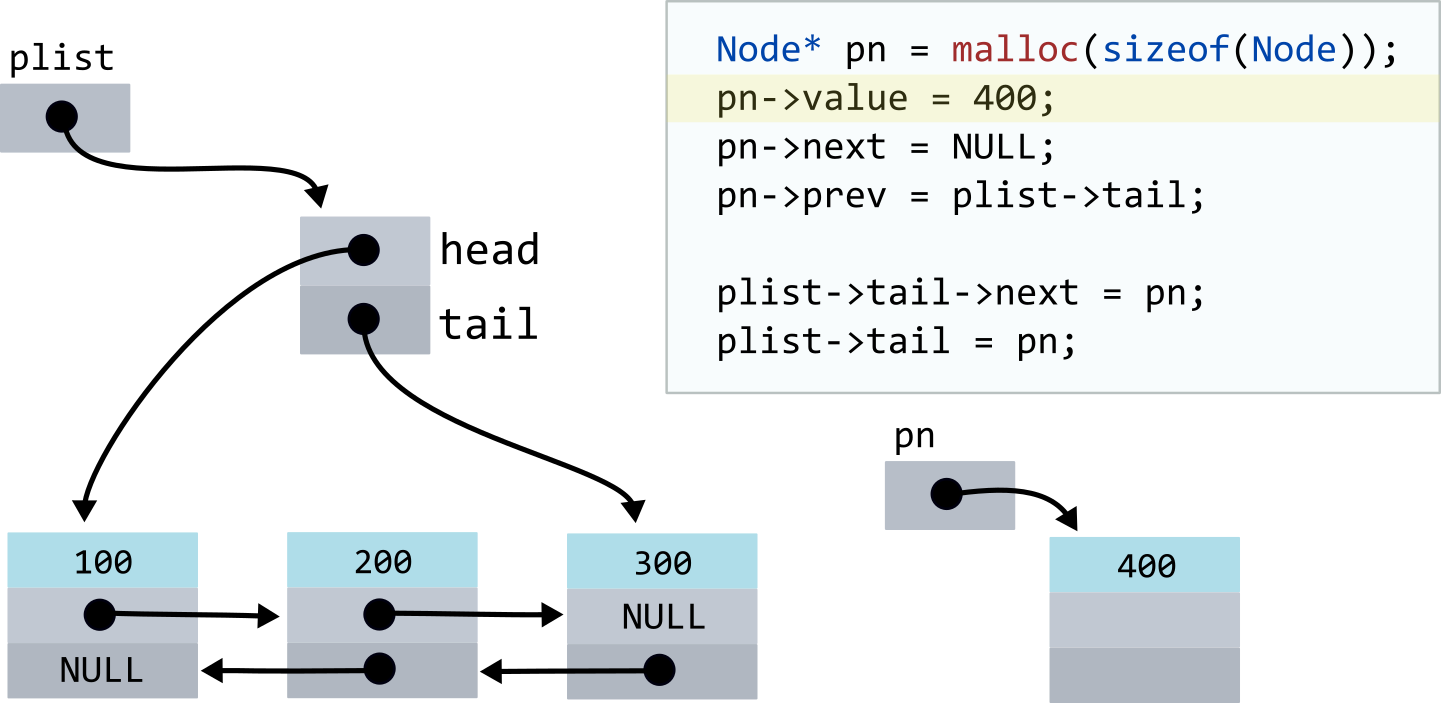 plist
Node* pn = malloc(sizeof(Node));
pn->value = 400;
pn->next = NULL;
pn->prev = plist->tail;
plist->tail->next = pn;
plist->tail = pn;
head
tail
pn
100
200
300
400
NULL
NULL